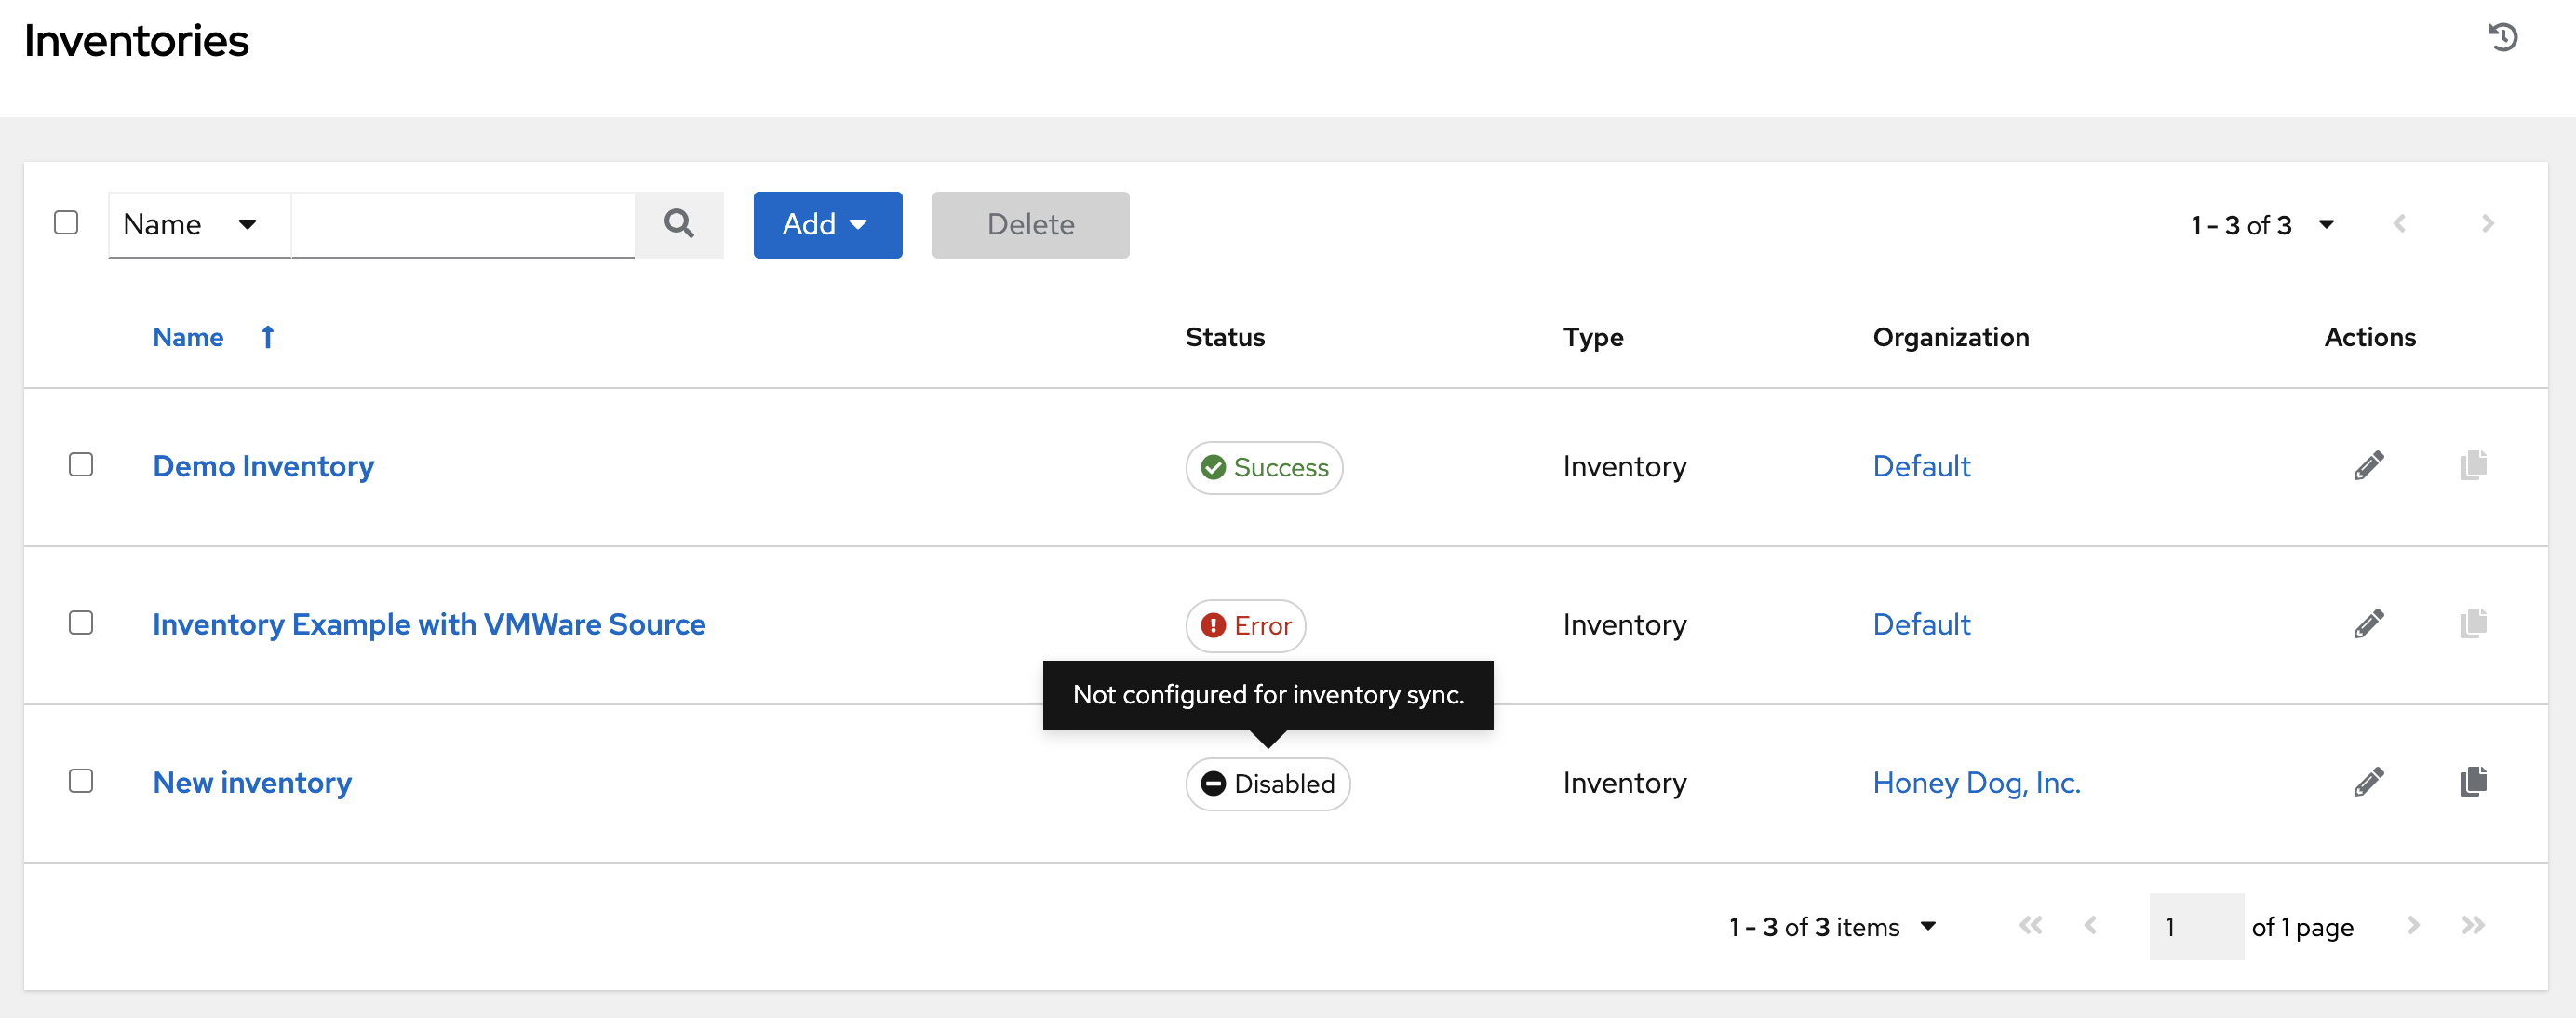 Inventories
Name Add Delete 1 - 3 of 3
Name Status Type Organization Actions
Demo Inventory Success Inventory Default
Inventory Example with VMWare Source Error Inventory Default
Not configured for inventory sync.
New inventory Disabled Inventory Honey Dog, Inc.
1 - 3 of 3 items 1 of 1 page